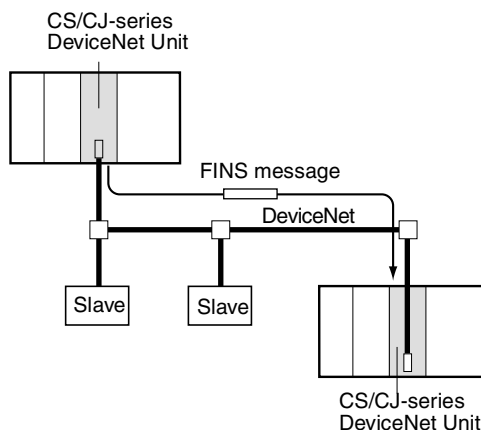 CS/CJ-series
DeviceNet Unit
FINS message
DeviceNet
Slave
Slave
CS/CJ-series
DeviceNet Unit